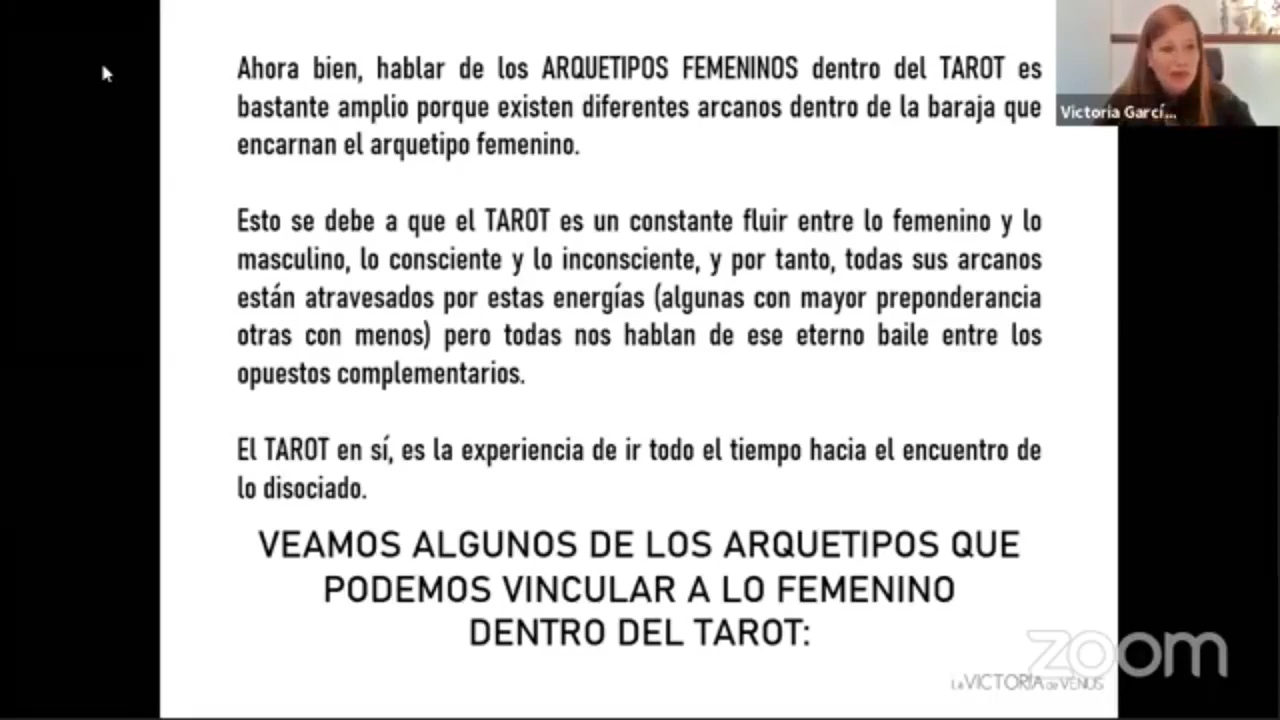 Ahora bien, hablar de los ARQUETIPOS FEMENINOS dentro del TAROT es
bastante amplio porque existen diferentes arcanos dentro de la baraja que
encarnan el arquetipo femenino.
Esto se debe a que el TAROT es un constante fluir entre lo femenino y lo
masculino, lo consciente y lo inconsciente, y por tanto, todas sus arcanos
están atravesados por estas energías (algunas con mayor preponderancia
otras con menos) pero todas nos hablan de ese eterno baile entre los
opuestos complementarios.
El TAROT en sí, es la experiencia de ir todo el tiempo hacia el encuentro de
lo disociado.
VEAMOS ALGUNOS DE LOS ARQUETIPOS QUE
PODEMOS VINCULAR A LO FEMENINO
DENTRO DEL TAROT:
Victoria Garcí...
zoom
La VICTORIA de VENUS